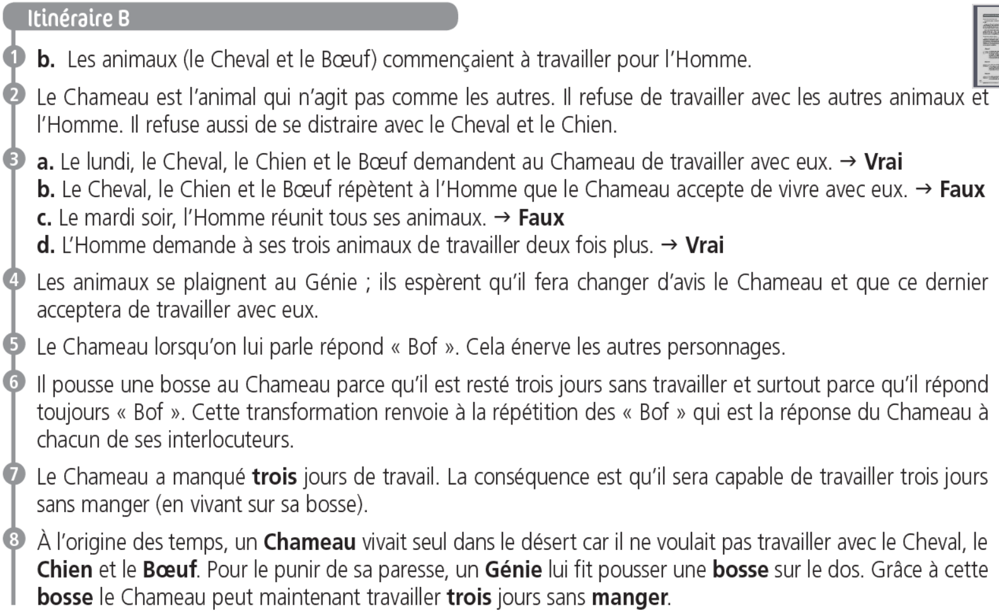 Itinéraire B
1 b. Les animaux (le Cheval et le Bœuf) commençaient à travailler pour l'Homme.
2 Le Chameau est l'animal qui n'agit pas comme les autres. Il refuse de travailler avec les autres animaux et
l'Homme. Il refuse aussi de se distraire avec le Cheval et le Chien.
3 a. Le lundi, le Cheval, le Chien et le Bœuf demandent au Chameau de travailler avec eux. → Vrai
b. Le Cheval, le Chien et le Bœuf répètent à l'Homme que le Chameau accepte de vivre avec eux. → Faux
c. Le mardi soir, l'Homme réunit tous ses animaux. → Faux
d. L'Homme demande à ses trois animaux de travailler deux fois plus. → Vrai
4 Les animaux se plaignent au Génie ; ils espèrent qu'il fera changer d'avis le Chameau et que ce dernier
acceptera de travailler avec eux.
5 Le Chameau lorsqu'on lui parle répond « Bof ». Cela énerve les autres personnages.
6 Il pousse une bosse au Chameau parce qu'il est resté trois jours sans travailler et surtout parce qu'il répond
toujours « Bof ». Cette transformation renvoie à la répétition des « Bof » qui est la réponse du Chameau à
chacun de ses interlocuteurs.
7 Le Chameau a manqué trois jours de travail. La conséquence est qu'il sera capable de travailler trois jours
sans manger (en vivant sur sa bosse).
8 À l'origine des temps, un Chameau vivait seul dans le désert car il ne voulait pas travailler avec le Cheval, le
Chien et le Bœuf. Pour le punir de sa paresse, un Génie lui fit pousser une bosse sur le dos. Grâce à cette
bosse le Chameau peut maintenant travailler trois jours sans manger.